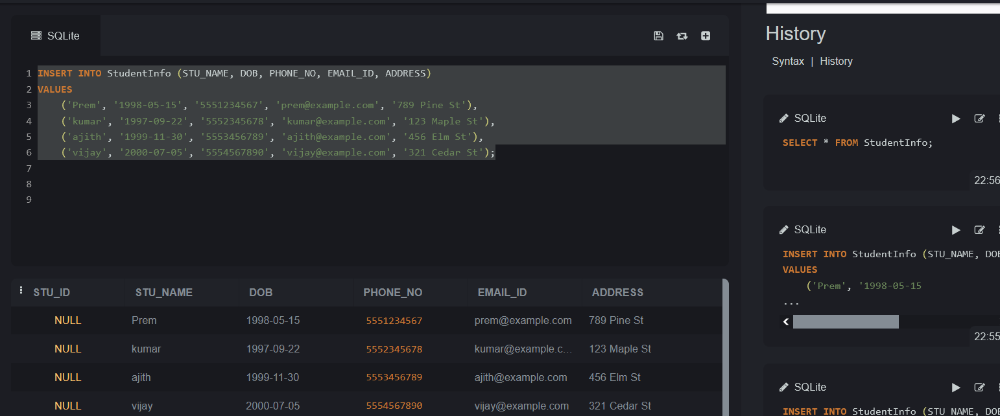 SQLite
1 INSERT INTO StudentInfo (STU_NAME, DOB, PHONE_NO, EMAIL_ID, ADDRESS)
2 VALUES
3 ('Prem', '1998-05-15', '5551234567', 'prem@example.com', '789 Pine St'),
4 ('kumar', '1997-09-22', '5552345678', 'kumar@example.com', '123 Maple St'),
5 ('ajith', '1999-11-30', '5553456789', 'ajith@example.com', '456 Elm St'),
6 ('vijay', '2000-07-05', '5554567890', 'vijay@example.com', '321 Cedar St');
7
8
9
STU_ID STU_NAME DOB PHONE_NO EMAIL_ID ADDRESS
NULL Prem 1998-05-15 5551234567 prem@example.com 789 Pine St
NULL kumar 1997-09-22 5552345678 kumar@example.c... 123 Maple St
NULL ajith 1999-11-30 5553456789 ajith@example.com 456 Elm St
NULL vijay 2000-07-05 5554567890 vijay@example.com 321 Cedar St
History
Syntax | History
SQLite
SELECT * FROM StudentInfo;
22:56
SQLite
INSERT INTO StudentInfo (STU_NAME, DOB
VALUES
('Prem', '1998-05-15
...
22:55
SQLite
INSERT INTO StudentInfo (STU_NAME, DOB